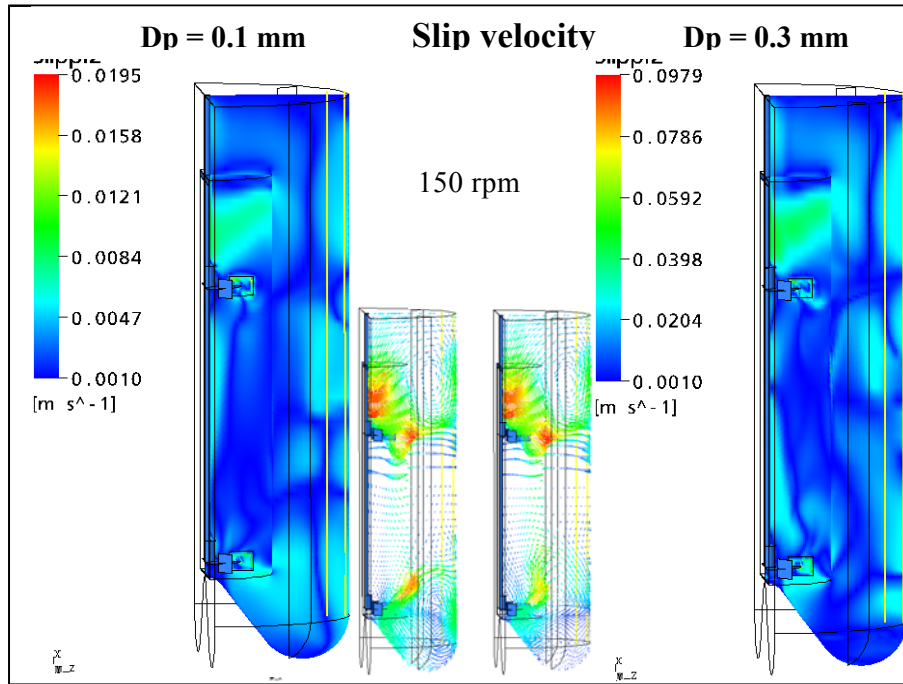 Dp = 0.1 mm
Slip velocity
Dp = 0.3 mm
0.0195
0.0158
0.0121
0.0084
0.0047
0.0010
[m s^-1]
150 rpm
0.0979
0.0786
0.0592
0.0398
0.0204
0.0010
[m s^-1]